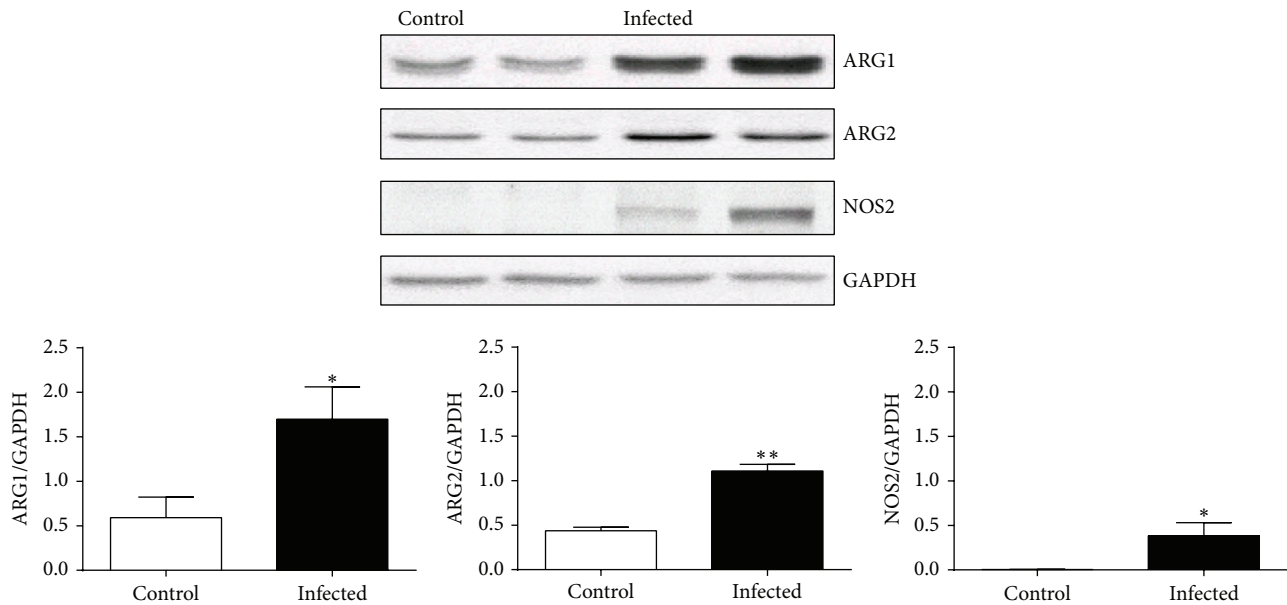 Control Infected
ARG1
ARG2
NOS2
GAPDH
ARG1/GAPDH
2.5
2.0
1.5
1.0
0.5
0.0
*
Control Infected
ARG2/GAPDH
2.5
2.0
1.5
1.0
0.5
0.0
**
Control Infected
NOS2/GAPDH
2.5
2.0
1.5
1.0
0.5
0.0
*
Control Infected